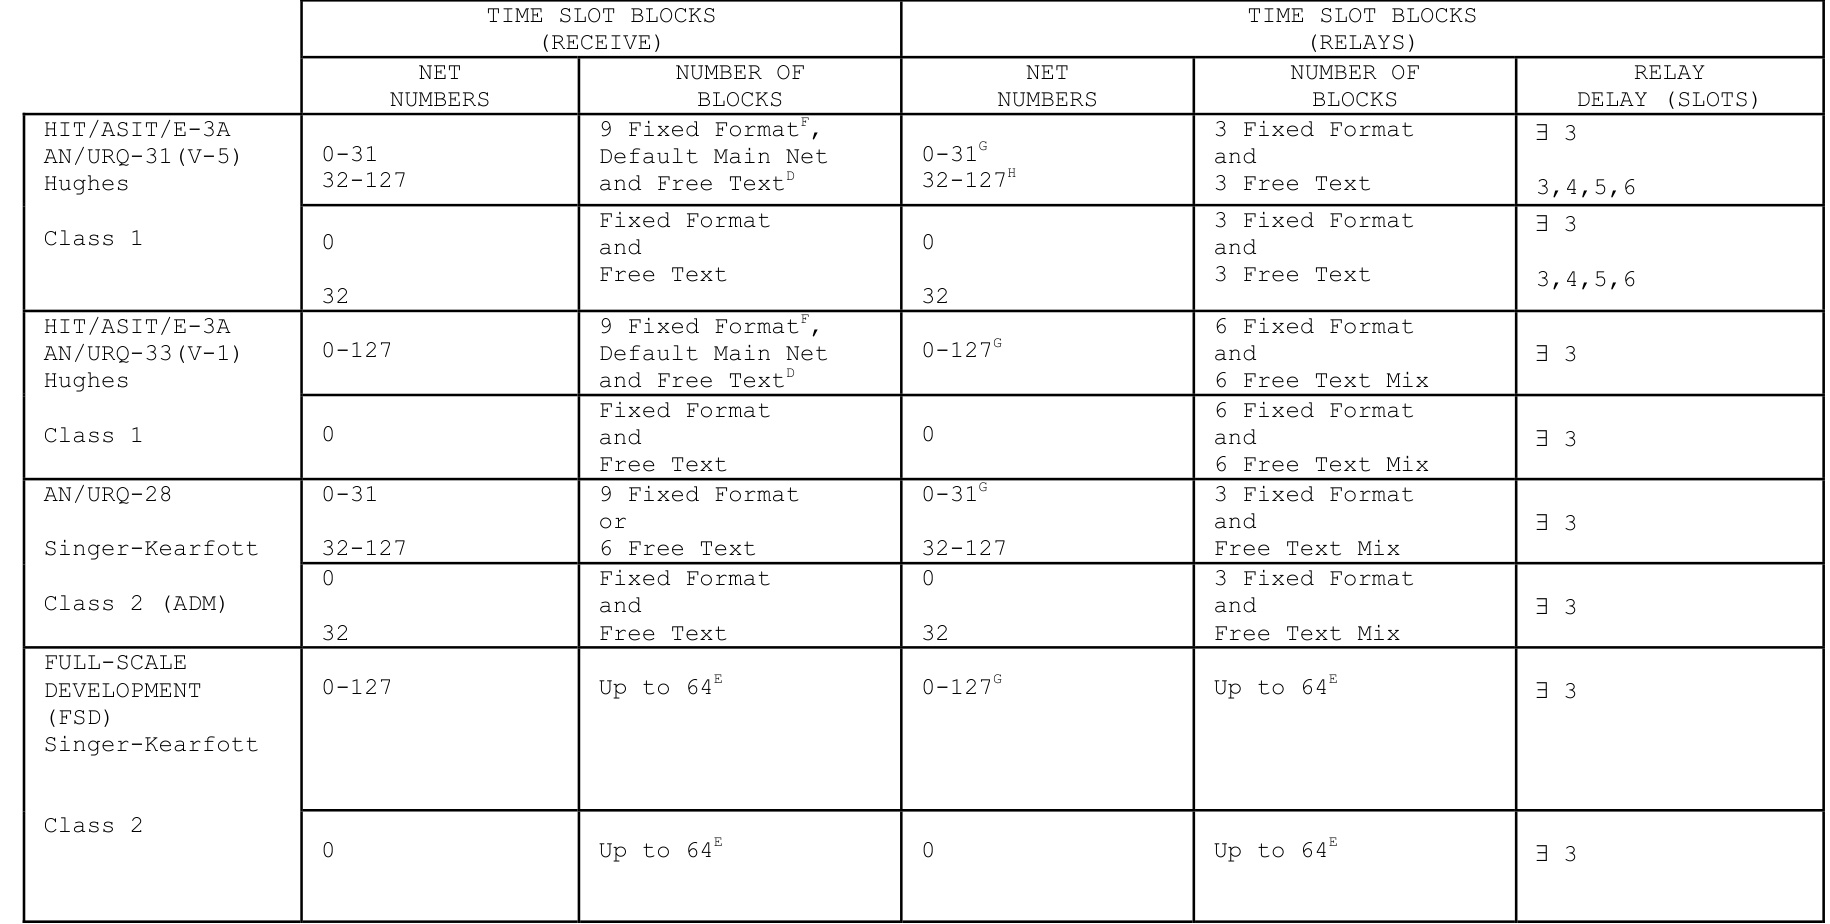 TIME SLOT BLOCKS
(RECEIVE)
TIME SLOT BLOCKS
(RELAYS)
NET
NUMBERS
NUMBER OF
BLOCKS
NET
NUMBERS
NUMBER OF
BLOCKS
RELAY
DELAY (SLOTS)
HIT/ASIT/E-3A
AN/URQ-31(V-5)
Hughes
Class 1
0-31
32-127
9 Fixed Format^F,
Default Main Net
and Free Text^D
0-31^G
32-127^H
3 Fixed Format
and
3 Free Text
∃ 3
3,4,5,6
0
32
Fixed Format
and
Free Text
0
32
3 Fixed Format
and
3 Free Text
∃ 3
3,4,5,6
HIT/ASIT/E-3A
AN/URQ-33(V-1)
Hughes
Class 1
0-127
9 Fixed Format^F,
Default Main Net
and Free Text^D
0-127^G
6 Fixed Format
and
6 Free Text Mix
∃ 3
0
Fixed Format
and
Free Text
0
6 Fixed Format
and
6 Free Text Mix
∃ 3
AN/URQ-28
Singer-Kearfott
Class 2 (ADM)
0-31
32-127
9 Fixed Format
or
6 Free Text
0-31^G
32-127
3 Fixed Format
and
Free Text Mix
∃ 3
0
32
Fixed Format
and
Free Text
0
32
3 Fixed Format
and
Free Text Mix
∃ 3
FULL-SCALE
DEVELOPMENT
(FSD)
Singer-Kearfott
Class 2
0-127
Up to 64^E
0-127^G
Up to 64^E
∃ 3
0
Up to 64^E
0
Up to 64^E
∃ 3